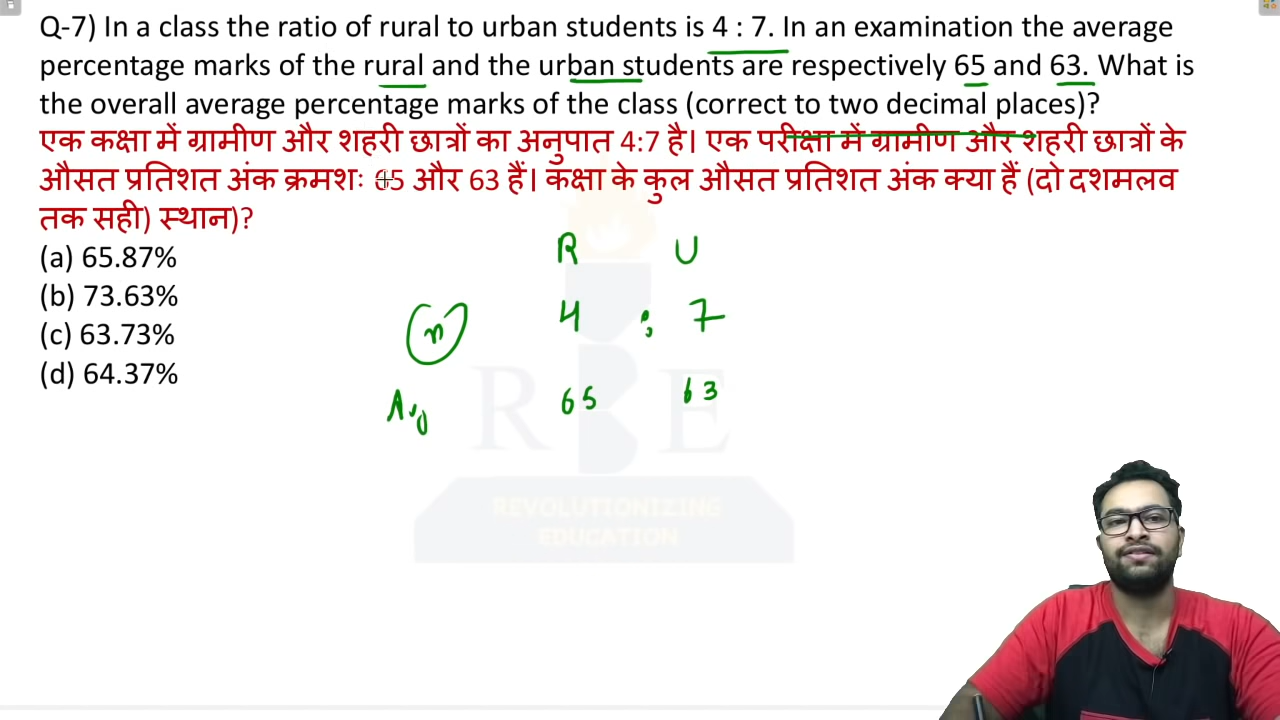 Q-7) In a class the ratio of rural to urban students is 4 : 7. In an examination the average
percentage marks of the rural and the urban students are respectively 65 and 63. What is
the overall average percentage marks of the class (correct to two decimal places)?
एक कक्षा में ग्रामीण और शहरी छात्रों का अनुपात 4:7 है। एक परीक्षा में ग्रामीण और शहरी छात्रों के
औसत प्रतिशत अंक क्रमशः 65 और 63 हैं। कक्षा के कुल औसत प्रतिशत अंक क्या हैं (दो दशमलव
तक सही) स्थान)?
(a) 65.87%
(b) 73.63%
(c) 63.73%
(d) 64.37%
R U
n 4 : 7
Avg 65 63
R B E
REVOLUTIONIZING
EDUCATION